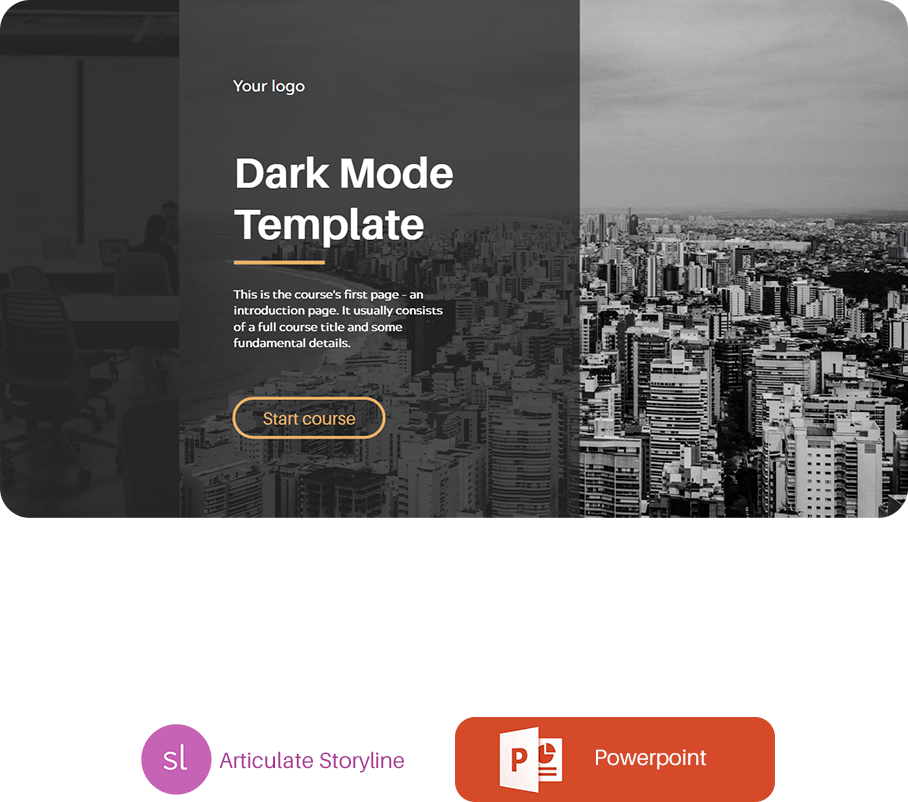 Your logo
Dark Mode
Template
This is the course's first page – an
introduction page. It usually consists
of a full course title and some
fundamental details.
Start course
sl
Articulate Storyline
P
Powerpoint